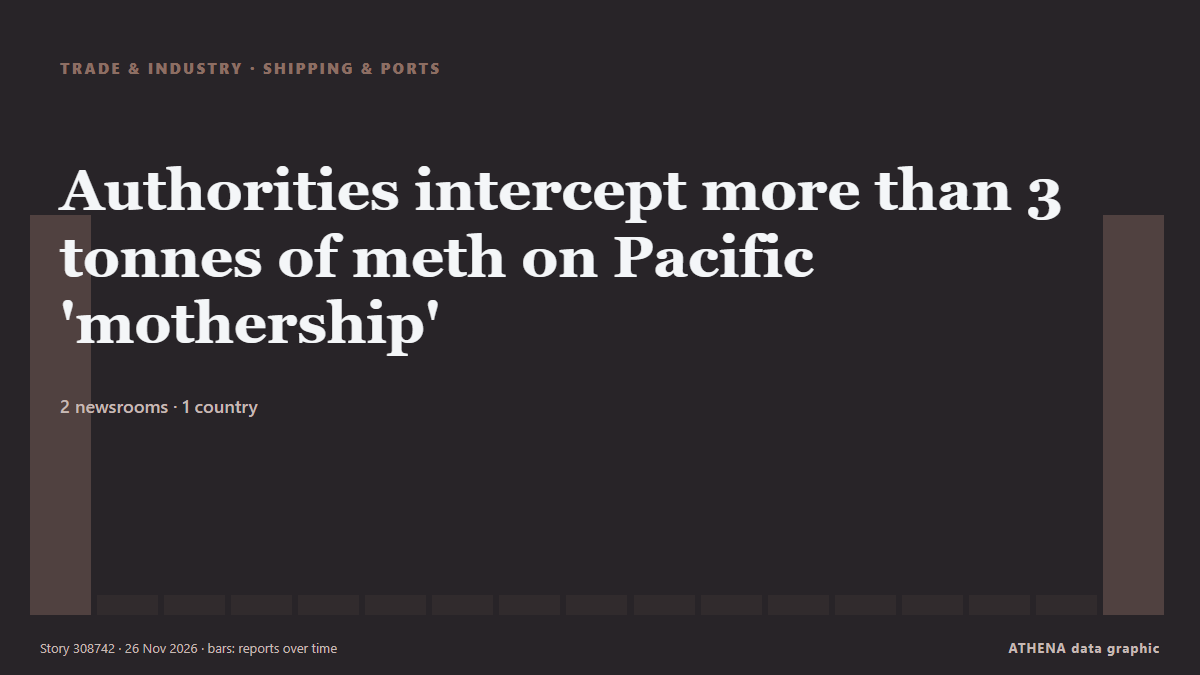 TRADE & INDUSTRY · SHIPPING & PORTS
Authorities intercept more than 3
tonnes of meth on Pacific
'mothership'
2 newsrooms · 1 country
Story 308742 · 26 Nov 2026 · bars: reports over time
ATHENA data graphic